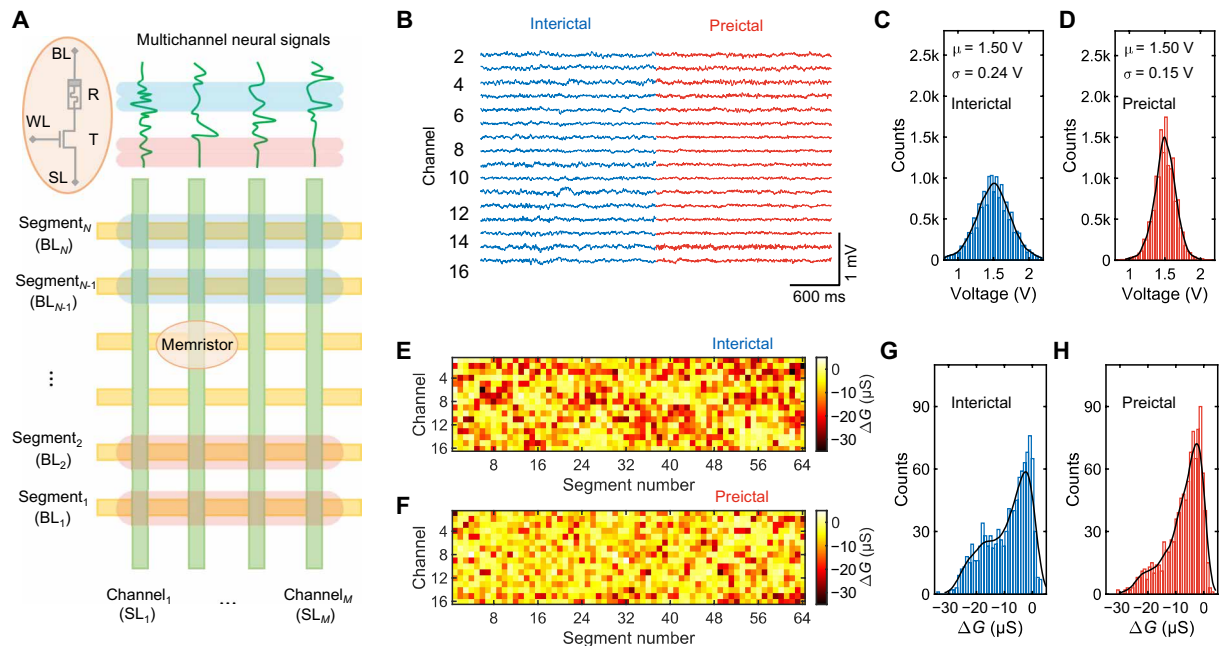 A
Multichannel neural signals
BL
R
WL
T
SL
Segment_N
(BL_N)
Segment_N-1
(BL_N-1)
Memristor
...
Segment_2
(BL_2)
Segment_1
(BL_1)
Channel_1
(SL_1)
...
Channel_M
(SL_M)
B
Interictal
Preictal
Channel
2
4
6
8
10
12
14
16
1 mV
600 ms
C
μ = 1.50 V
σ = 0.24 V
Interictal
Counts
2.5k
2.0k
1.5k
1.0k
0.5k
0
1
1.5
2
Voltage (V)
D
μ = 1.50 V
σ = 0.15 V
Preictal
Counts
2.5k
2.0k
1.5k
1.0k
0.5k
0
1
1.5
2
Voltage (V)
E
Interictal
Channel
4
8
12
16
8 16 24 32 40 48 56 64
Segment number
0
−10
−20
−30
ΔG (μS)
F
Preictal
Channel
4
8
12
16
8 16 24 32 40 48 56 64
Segment number
0
−10
−20
−30
ΔG (μS)
G
Interictal
Counts
90
60
30
0
−30 −20 −10 0
ΔG (μS)
H
Preictal
Counts
90
60
30
0
−30 −20 −10 0
ΔG (μS)